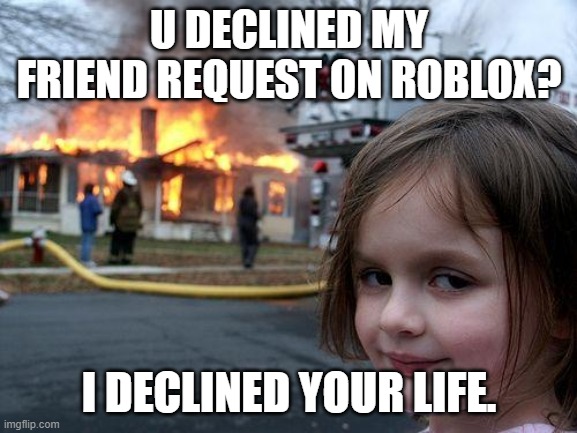 U DECLINED MY
FRIEND REQUEST ON ROBLOX?
I DECLINED YOUR LIFE.
imgflip.com